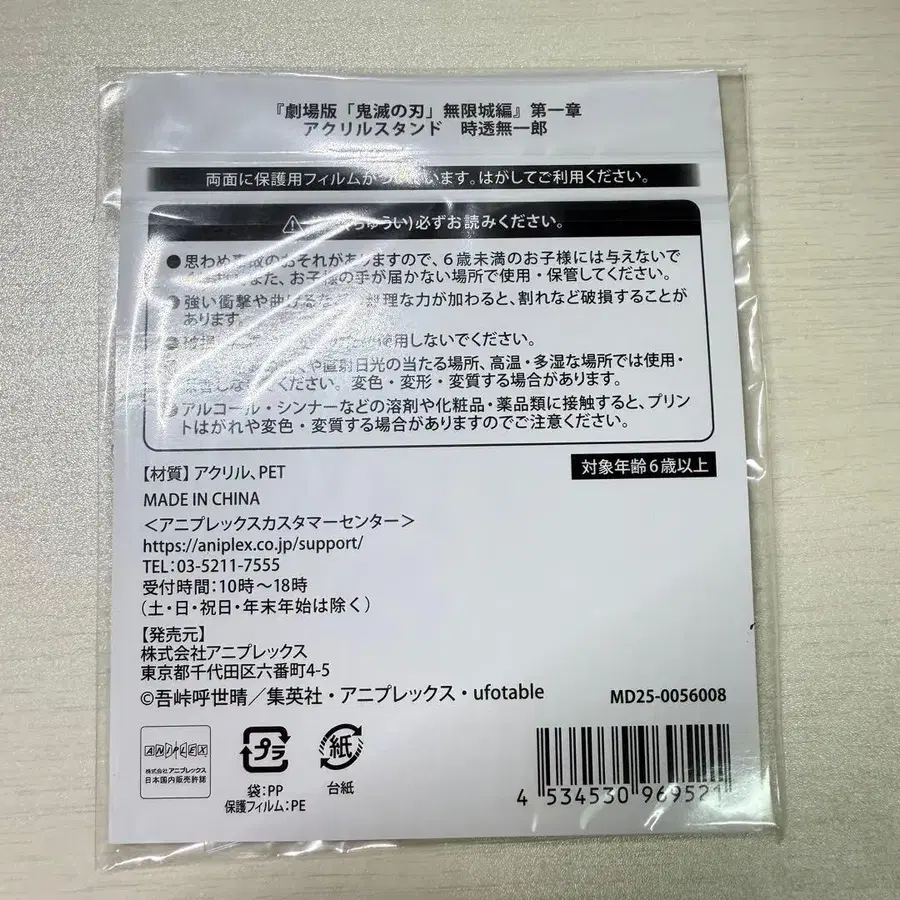 『劇場版「鬼滅の刃」無限城編』第一章
アクリルスタンド 時透無一郎
両面に保護用フィルムがついています。はがしてご利用ください。
(ちゅうい)必ずお読みください。
●思わぬ事故のおそれがありますので、6歳未満のお子様には与えないで
また、お子様の手が届かない場所で使用・保管してください。
●強い衝撃や曲げるなど無理な力が加わると、割れなど破損することが
あります。
使用しないでください。
や直射日光の当たる場所、高温・多湿な場所では使用・
ください。変色・変形・変質する場合があります。
●アルコール・シンナーなどの溶剤や化粧品・薬品類に接触すると、プリン
トはがれや変色・変質する場合がありますのでご注意ください。
【材質】アクリル、PET
対象年齢6歳以上
MADE IN CHINA
＜アニプレックスカスタマーセンター＞
https://aniplex.co.jp/support/
TEL:03-5211-7555
受付時間:10時～18時
(土・日・祝日・年末年始は除く)
【発売元】
株式会社アニプレックス
東京都千代田区六番町4-5
©吾峠呼世晴／集英社・アニプレックス・ufotable
MD25-0056008
ANIPLEX
株式会社アニプレックス
日本国内販売許諾
プラ
袋:PP
保護フィルム:PE
紙
台紙
4 534530 969521